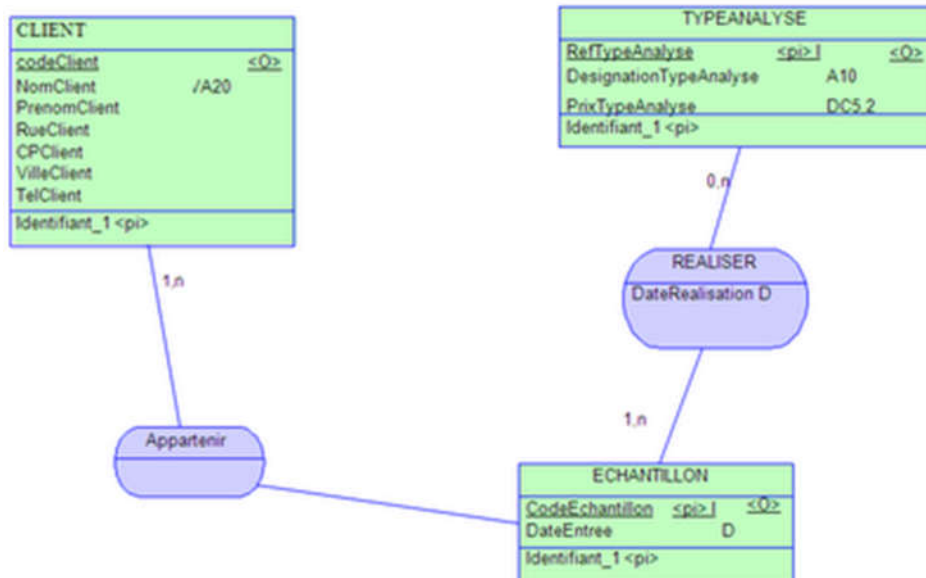 CLIENT
codeClient <O>
NomClient /A20
PrenomClient
RueClient
CPClient
VilleClient
TelClient
Identifiant_1 <pi>
TYPEANALYSE
RefTypeAnalyse <pi> I <O>
DesignationTypeAnalyse A10
PrixTypeAnalyse DC5.2
Identifiant_1 <pi>
0,n
REALISER
DateRealisation D
1,n
1,n
Appartenir
ECHANTILLON
CodeEchantillon <pi> I <O>
DateEntree D
Identifiant_1 <pi>